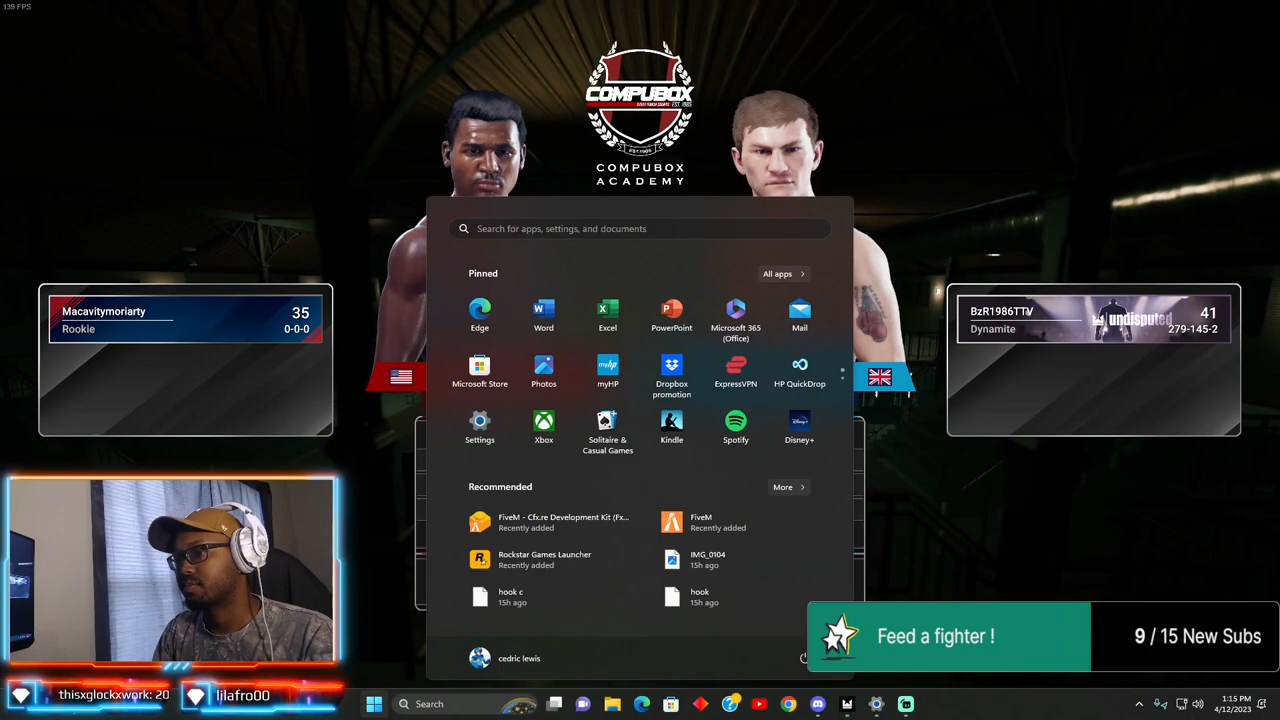 139 FPS
COMPUBOX
EST. 1985
COMPUBOX
ACADEMY
Search for apps, settings, and documents
Pinned
All apps
Edge
Word
Excel
PowerPoint
Microsoft 365 (Office)
Mail
Microsoft Store
Photos
myHP
Dropbox promotion
ExpressVPN
HP QuickDrop
Settings
Xbox
Solitaire & Casual Games
Kindle
Spotify
Disney+
Recommended
More
FiveM - Cfx.re Development Kit (Fx...
Recently added
FiveM
Recently added
Rockstar Games Launcher
Recently added
IMG_0104
15h ago
hook c
15h ago
hook
15h ago
cedric lewis
Macavitymoriarty
35
Rookie
0-0-0
BzR1986TTV
41
Dynamite
undisputed
279-145-2
Feed a fighter !
9 / 15 New Subs
thisxglockxwork: 20
lilafro00
Search
1:15 PM
4/12/2023